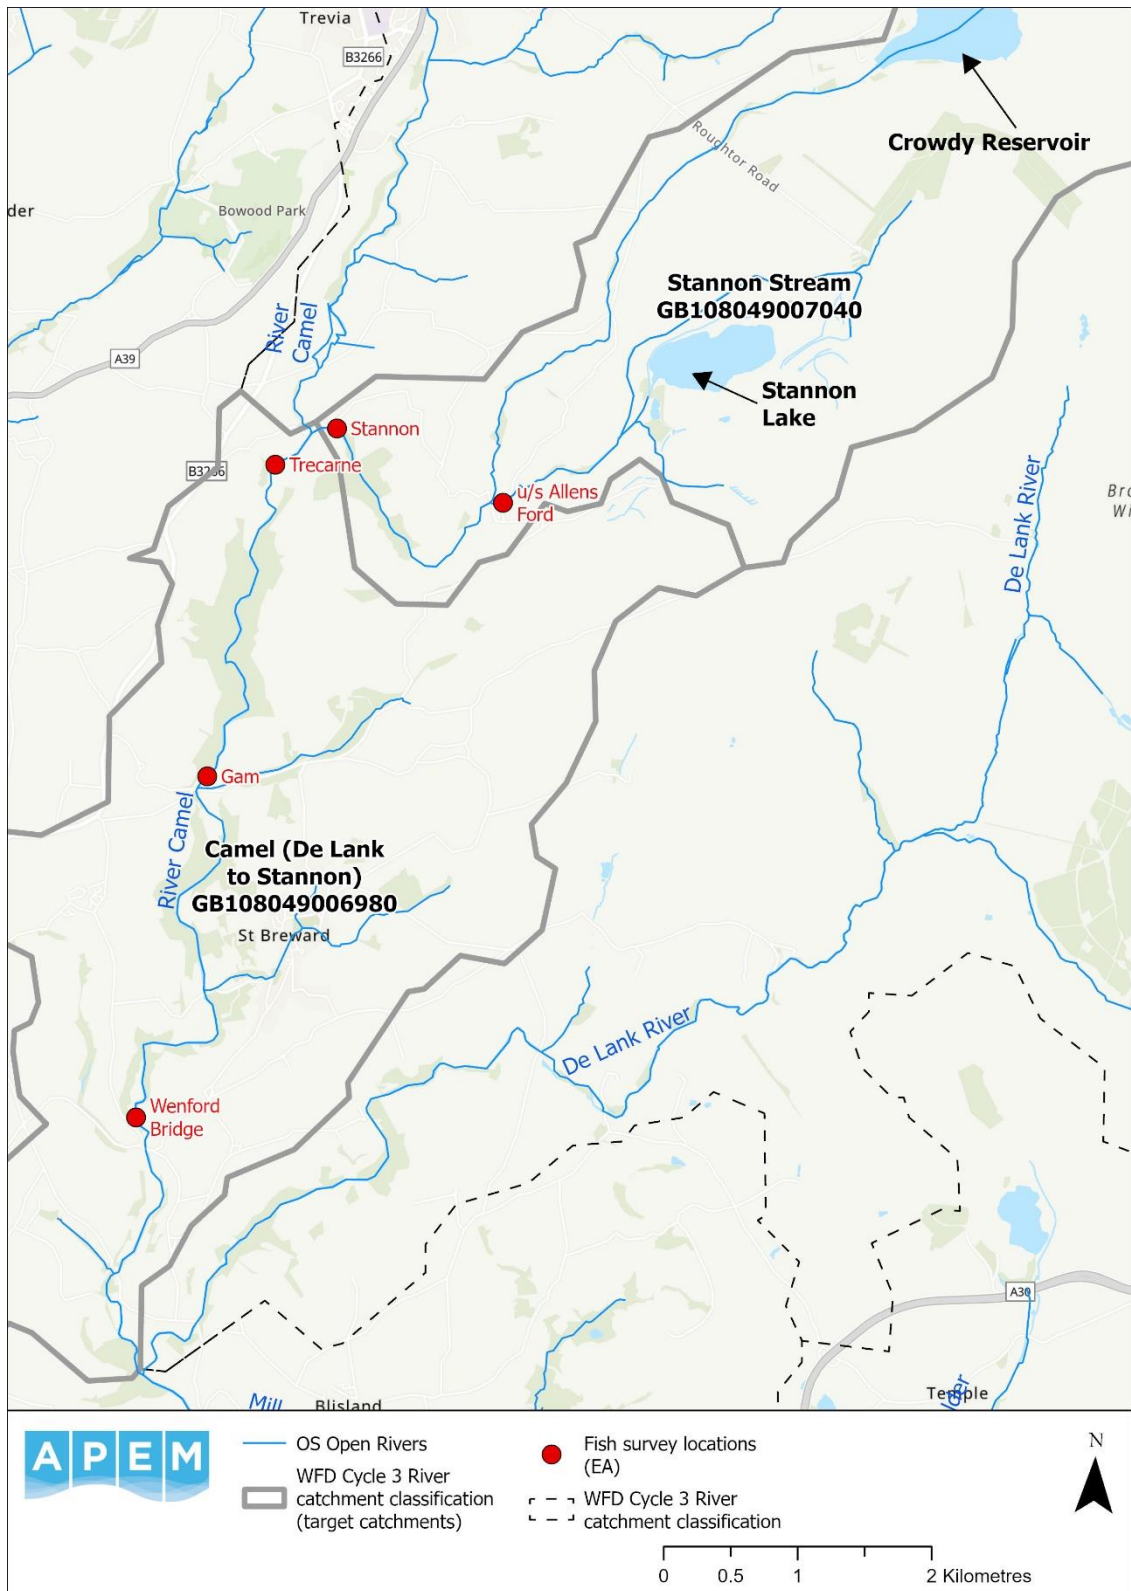 Trevia
B3266
Crowdy Reservoir
Roughtor Road
der
Bowood Park
Stannon Stream
GB108049007040
River
Camel
A39
Stannon
Lake
Stannon
B3266
Trecarne
u/s Allens
Ford
De Lank River
Bro
Wi
Gam
River Camel
Camel (De Lank
to Stannon)
GB108049006980
St Breward
De Lank River
Wenford
Bridge
A30
Temple
Mill
Blisland
APEM
OS Open Rivers
WFD Cycle 3 River
catchment classification
(target catchments)
Fish survey locations
(EA)
WFD Cycle 3 River
catchment classification
N
0 0.5 1 2 Kilometres